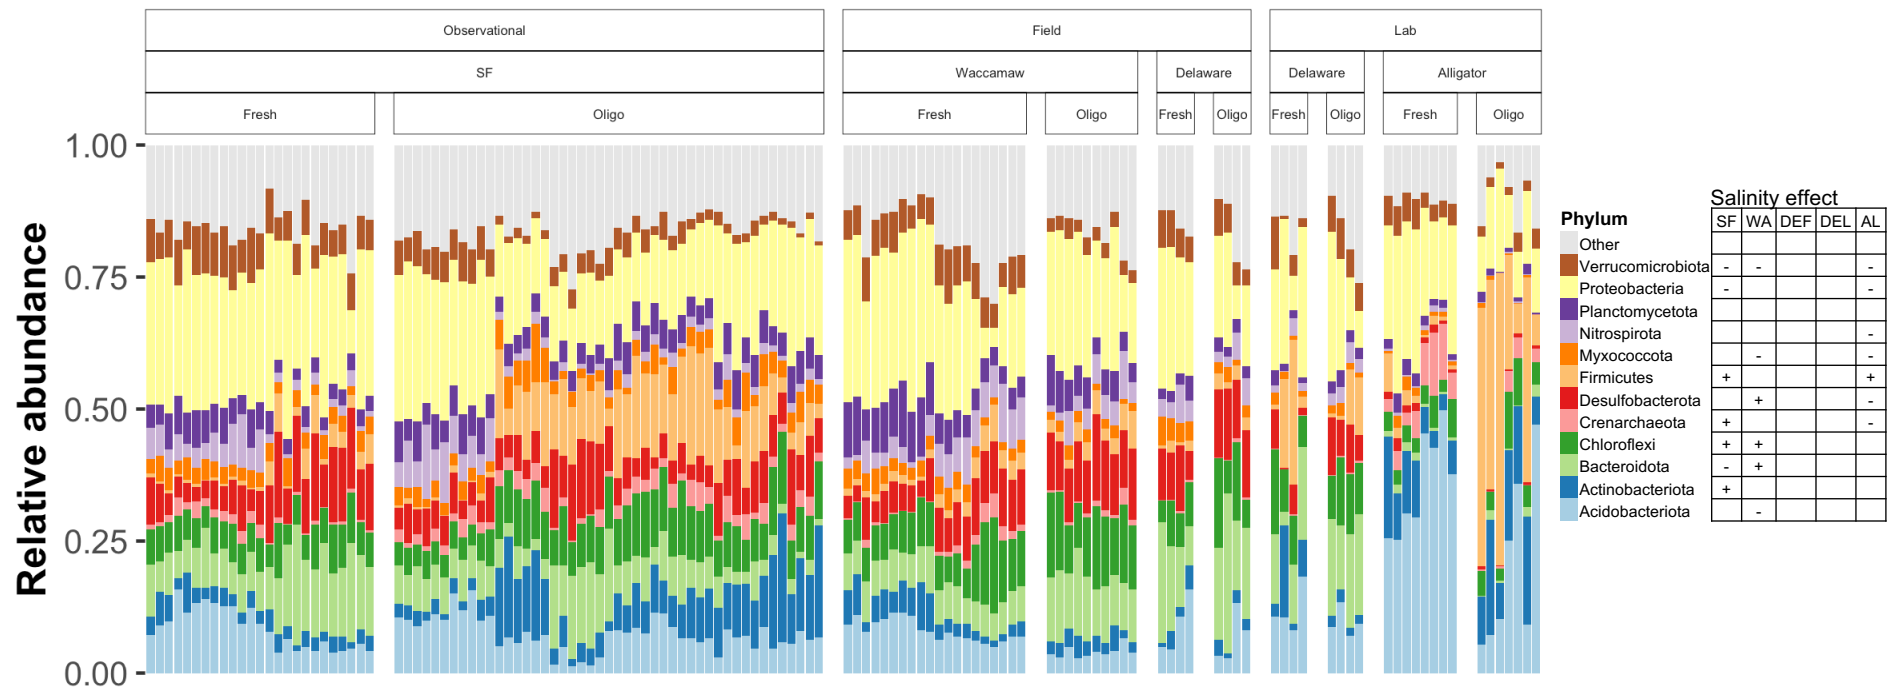 Observational Field Lab
SF Waccamaw Delaware Delaware Alligator
Fresh Oligo Fresh Oligo Fresh Oligo Fresh Oligo Fresh Oligo
Relative abundance
1.00
0.75
0.50
0.25
0.00
Salinity effect
Phylum SF WA DEF DEL AL
Other
Verrucomicrobiota - - -
Proteobacteria - -
Planctomycetota
Nitrospirota -
Myxococcota - -
Firmicutes + +
Desulfobacterota + -
Crenarchaeota + -
Chloroflexi + +
Bacteroidota - +
Actinobacteriota +
Acidobacteriota -